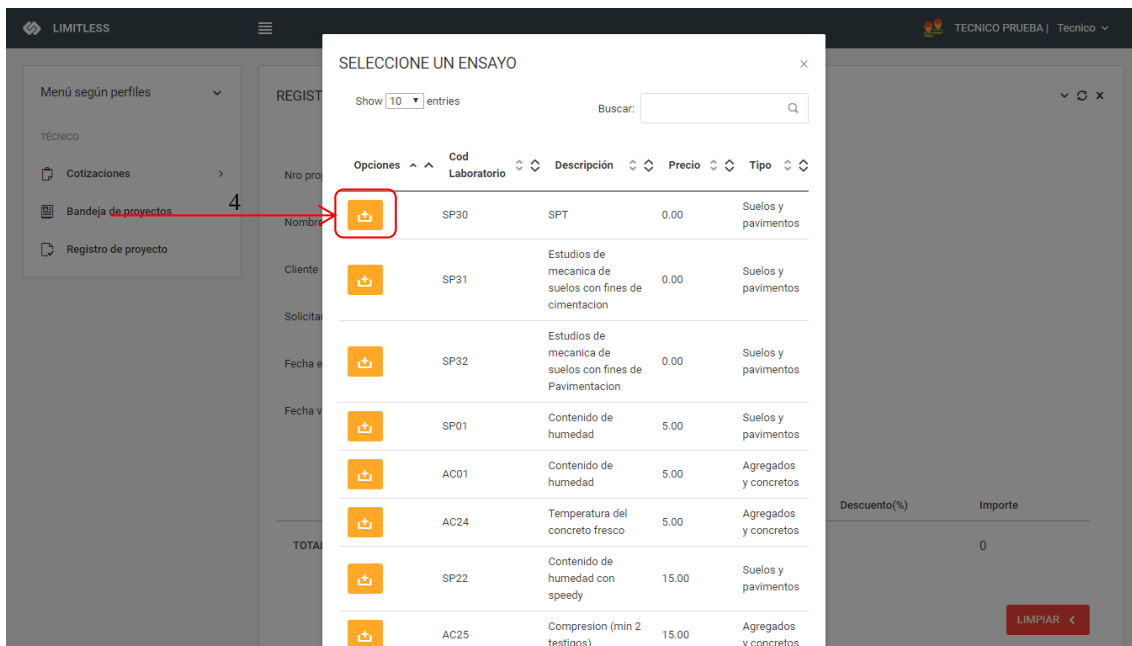 LIMITLESS
TECNICO PRUEBA | Tecnico
SELECCIONE UN ENSAYO
×
Menú según perfiles
REGIST
Show 10 entries
Buscar:
TÉCNICO
Opciones
Cod
Laboratorio
Descripción
Precio
Tipo
Cotizaciones
Nro pro
4
Bandeja de proyectos
Nombre
SP30 SPT 0.00 Suelos y
pavimentos
Registro de proyecto
Cliente
SP31 Estudios de
mecanica de
suelos con fines de
cimentacion
0.00 Suelos y
pavimentos
Solicita
SP32 Estudios de
mecanica de
suelos con fines de
Pavimentacion
0.00 Suelos y
pavimentos
Fecha e
Fecha v
SP01 Contenido de
humedad
5.00 Suelos y
pavimentos
AC01 Contenido de
humedad
5.00 Agregados
y concretos
AC24 Temperatura del
concreto fresco
5.00 Agregados
y concretos
Descuento(%) Importe
TOTAL 0
SP22 Contenido de
humedad con
speedy
15.00 Suelos y
pavimentos
AC25 Compresion (min 2
testigos)
15.00 Agregados
y concretos
LIMPIAR